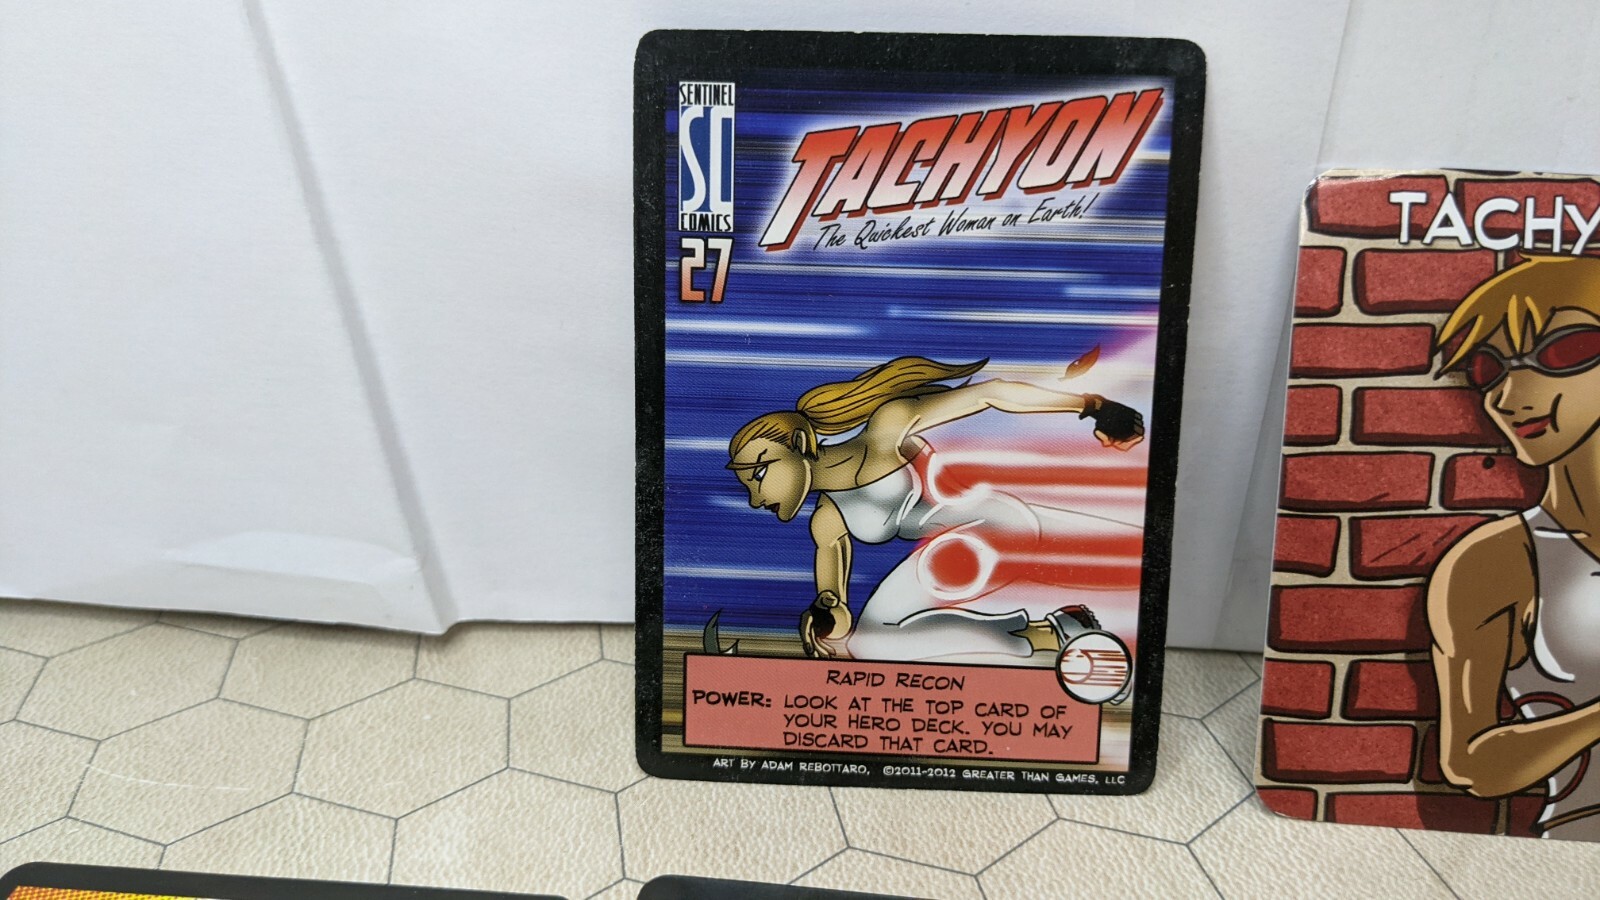 SENTINEL
SC
COMICS
27
TACHYON
The Quickest Woman on Earth!
RAPID RECON
POWER: LOOK AT THE TOP CARD OF
YOUR HERO DECK. YOU MAY
DISCARD THAT CARD.
ART BY ADAM REBOTTARO, ©2011-2012 GREATER THAN GAMES, LLC
TACHY